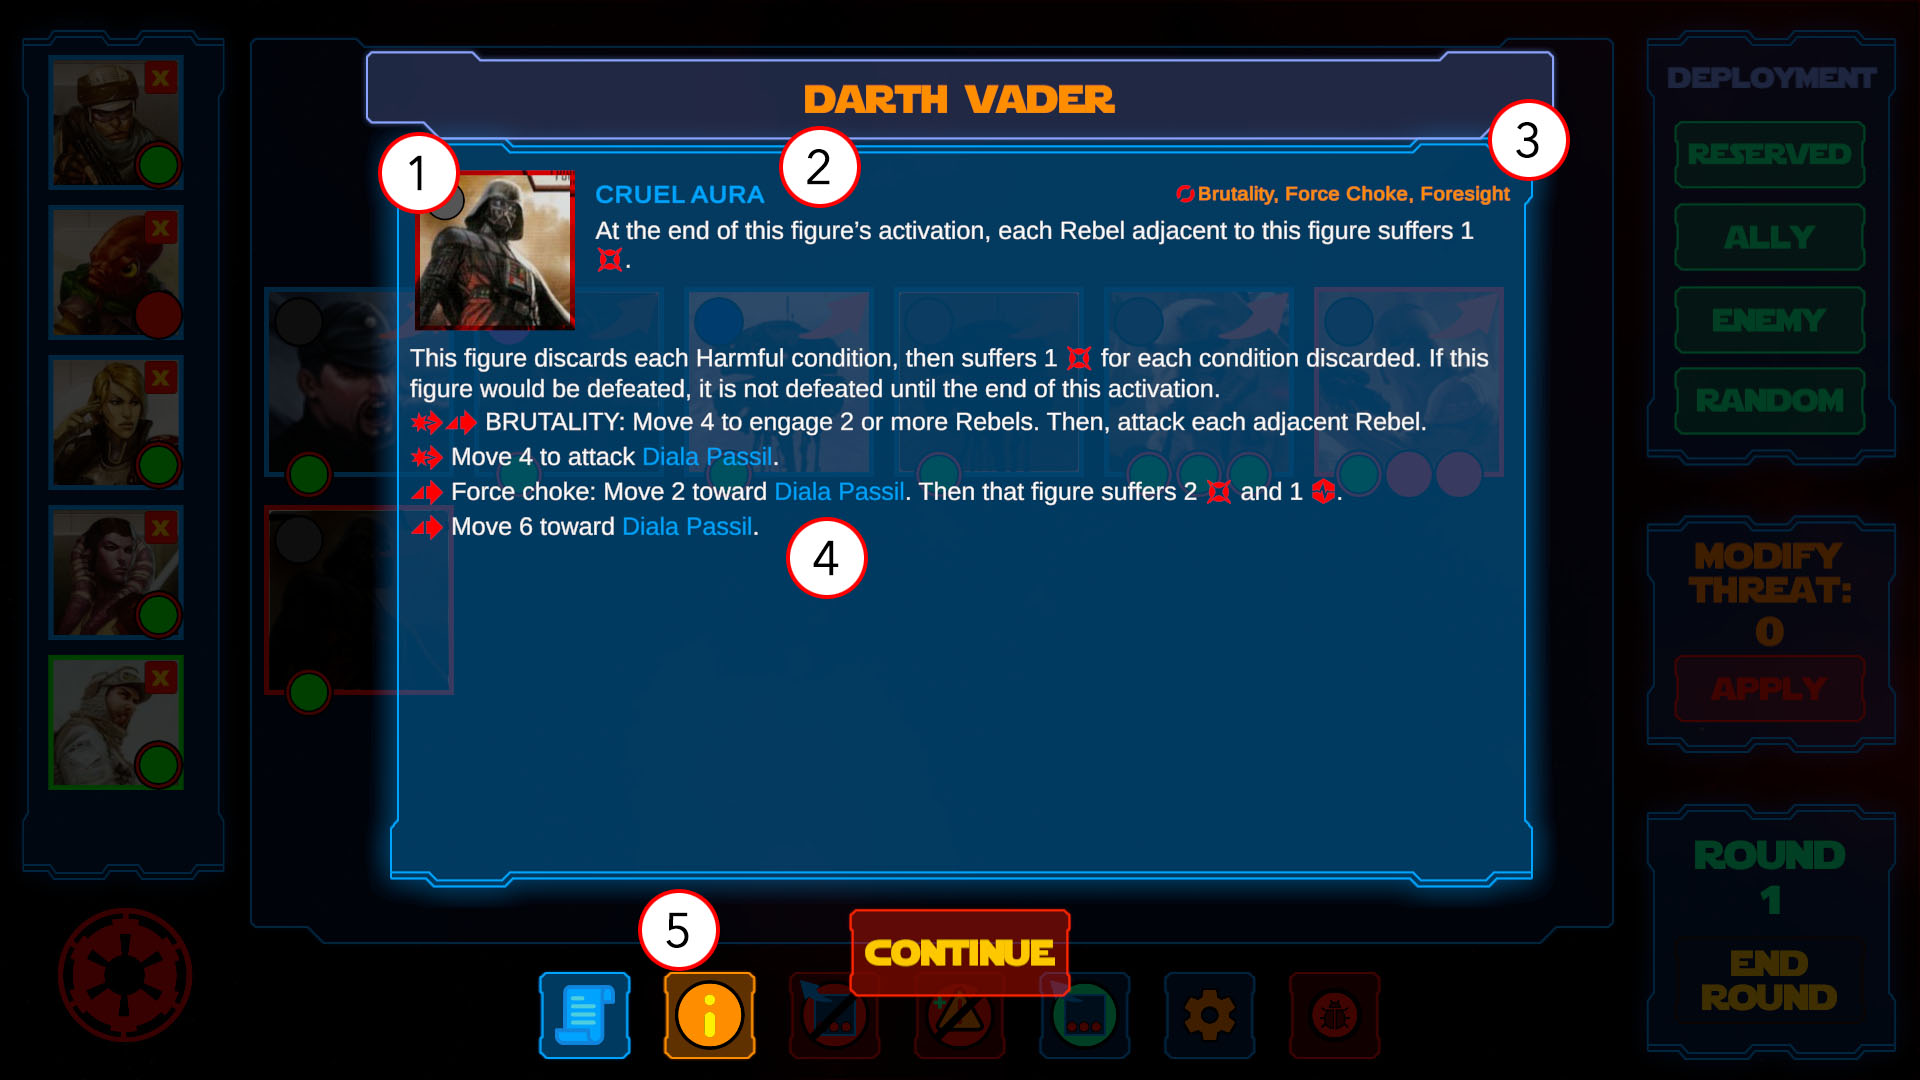 DARTH VADER
1
2
3
CRUEL AURA
Brutality, Force Choke, Foresight
At the end of this figure’s activation, each Rebel adjacent to this figure suffers 1
.
This figure discards each Harmful condition, then suffers 1 for each condition discarded. If this
figure would be defeated, it is not defeated until the end of this activation.
BRUTALITY: Move 4 to engage 2 or more Rebels. Then, attack each adjacent Rebel.
Move 4 to attack Diala Passil.
Force choke: Move 2 toward Diala Passil. Then that figure suffers 2 and 1 .
Move 6 toward Diala Passil.
4
5
CONTINUE
X
X
X
X
X
DEPLOYMENT
RESERVED
ALLY
ENEMY
RANDOM
MODIFY
THREAT:
0
APPLY
ROUND
1
END
ROUND